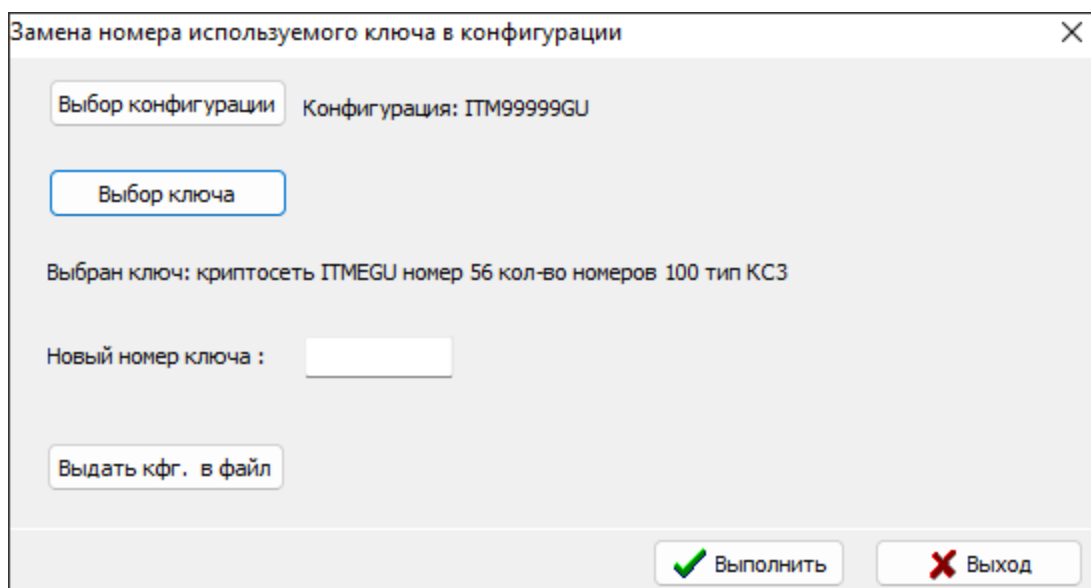 Замена номера используемого ключа в конфигурации
Выбор конфигурации Конфигурация: ITM99999GU
Выбор ключа
Выбран ключ: криптосеть ITMEGU номер 56 кол-во номеров 100 тип КС3
Новый номер ключа :
Выдать кфг. в файл
Выполнить Выход